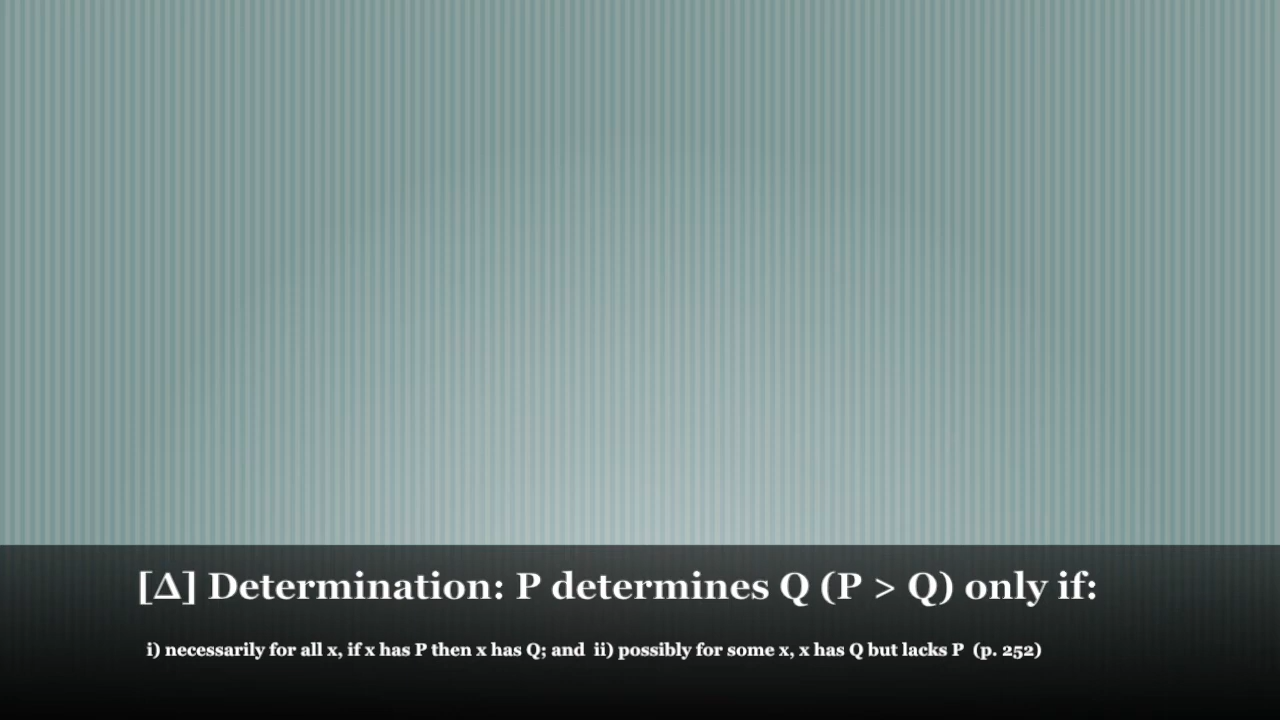 [Δ] Determination: P determines Q (P > Q) only if:
i) necessarily for all x, if x has P then x has Q; and  ii) possibly for some x, x has Q but lacks P  (p. 252)